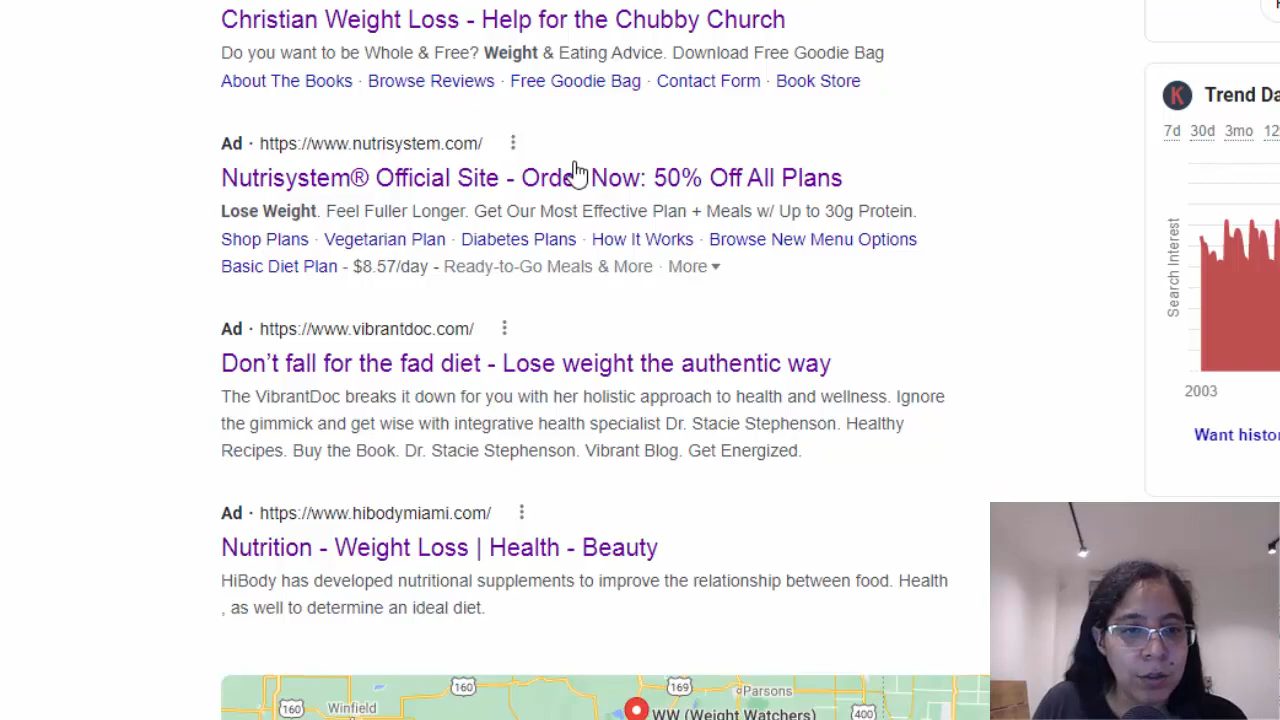 Christian Weight Loss - Help for the Chubby Church
Do you want to be Whole & Free? Weight & Eating Advice. Download Free Goodie Bag
About The Books · Browse Reviews · Free Goodie Bag · Contact Form · Book Store
Ad · https://www.nutrisystem.com/
Nutrisystem® Official Site - Order Now: 50% Off All Plans
Lose Weight. Feel Fuller Longer. Get Our Most Effective Plan + Meals w/ Up to 30g Protein.
Shop Plans · Vegetarian Plan · Diabetes Plans · How It Works · Browse New Menu Options
Basic Diet Plan - $8.57/day - Ready-to-Go Meals & More · More
Ad · https://www.vibrantdoc.com/
Don’t fall for the fad diet - Lose weight the authentic way
The VibrantDoc breaks it down for you with her holistic approach to health and wellness. Ignore
the gimmick and get wise with integrative health specialist Dr. Stacie Stephenson. Healthy
Recipes. Buy the Book. Dr. Stacie Stephenson. Vibrant Blog. Get Energized.
Ad · https://www.hibodymiami.com/
Nutrition - Weight Loss | Health - Beauty
HiBody has developed nutritional supplements to improve the relationship between food. Health
, as well to determine an ideal diet.
160
169
Parsons
160
Winfield
WW (Weight Watchers)
400
K Trend Da
7d 30d 3mo 12
Search Interest
2003
Want histo